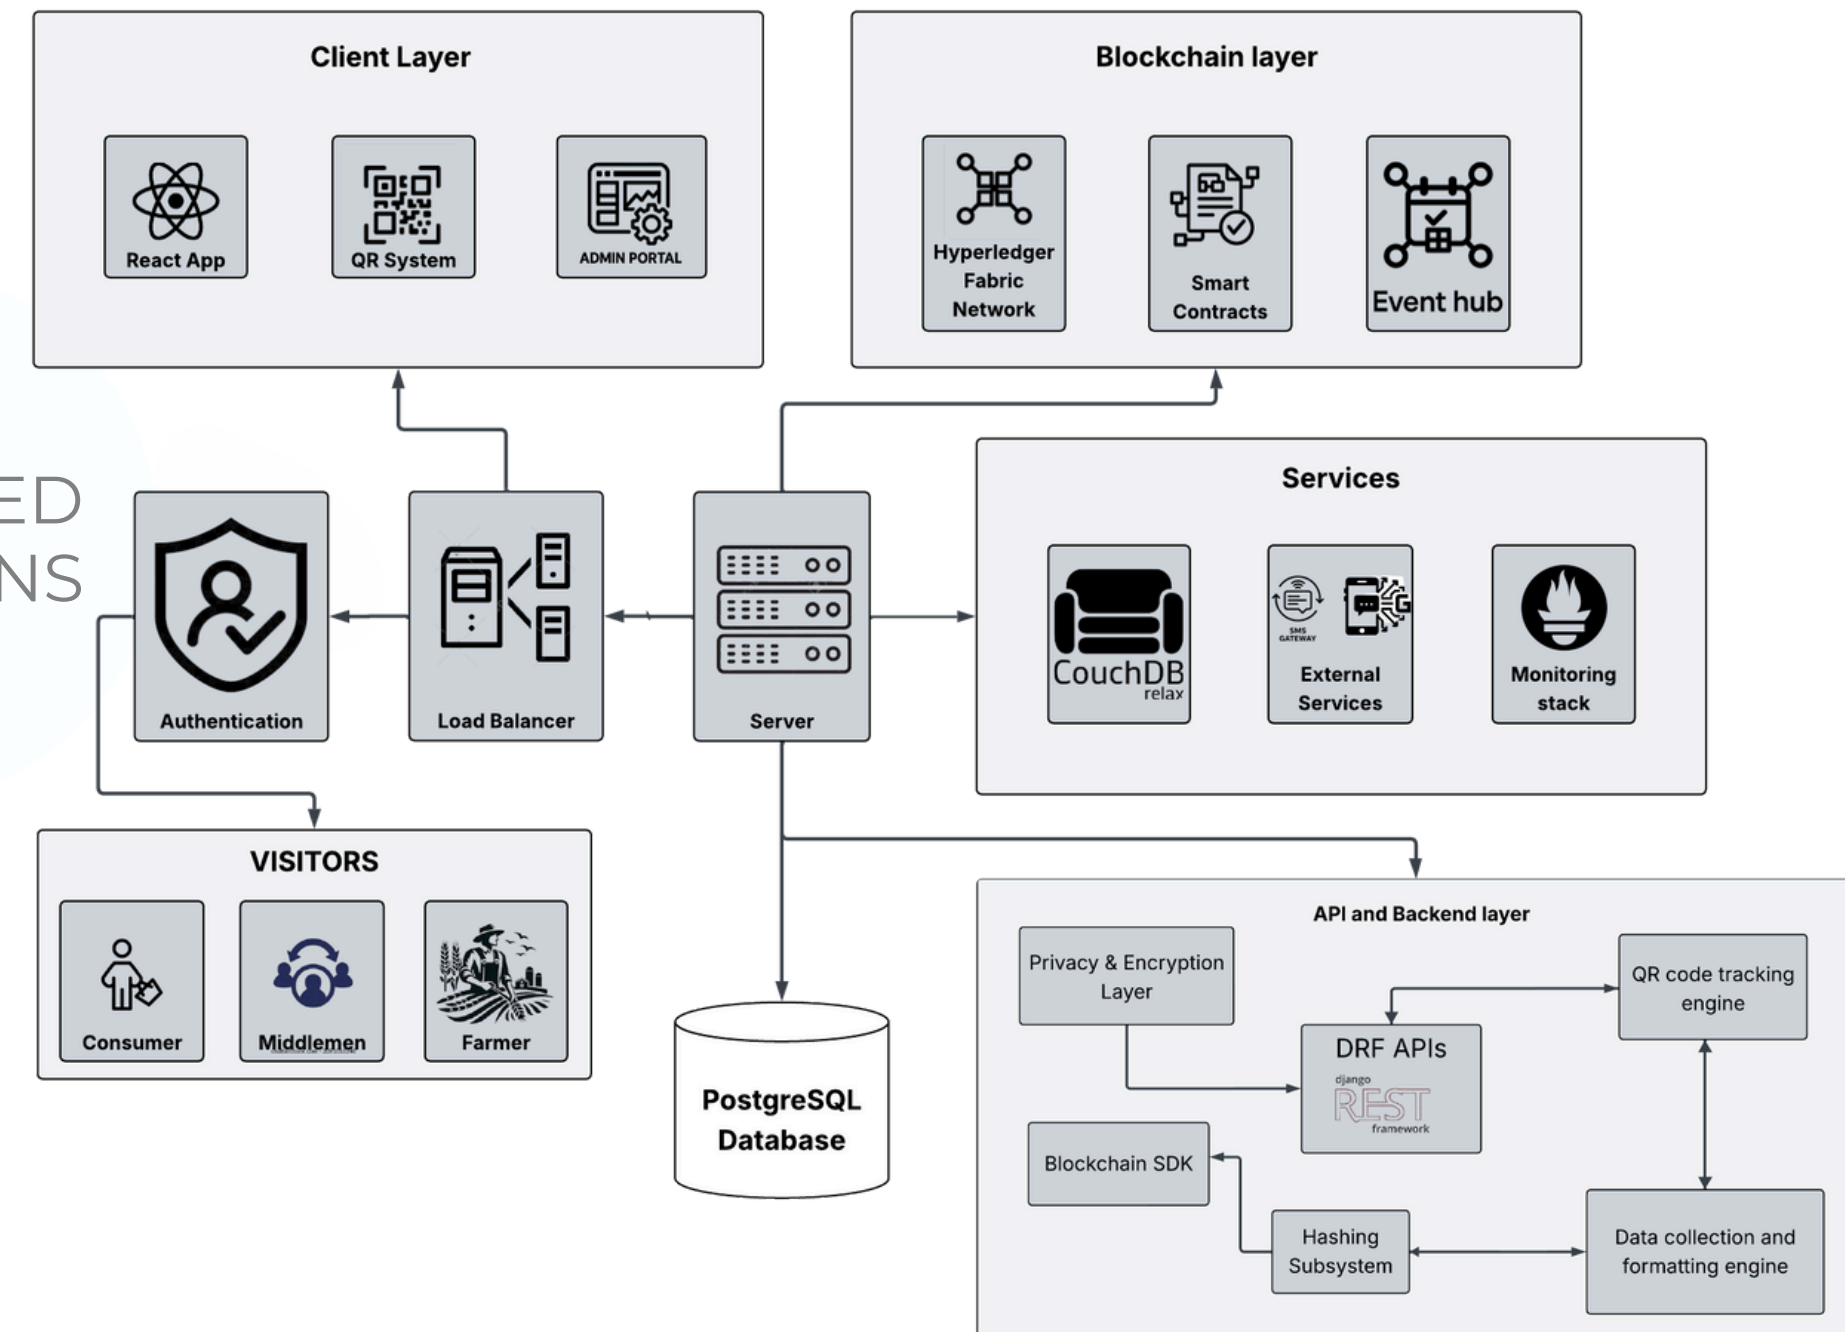 Client Layer
React App
QR System
ADMIN PORTAL
Blockchain layer
Hyperledger
Fabric
Network
Smart
Contracts
Event hub
ED
NS
Authentication
Load Balancer
Server
Services
CouchDB
relax
SMS
GATEWAY
External
Services
Monitoring
stack
VISITORS
Consumer
Middlemen
Farmer
PostgreSQL
Database
API and Backend layer
Privacy & Encryption
Layer
QR code tracking
engine
DRF APIs
django
REST
framework
Blockchain SDK
Hashing
Subsystem
Data collection and
formatting engine